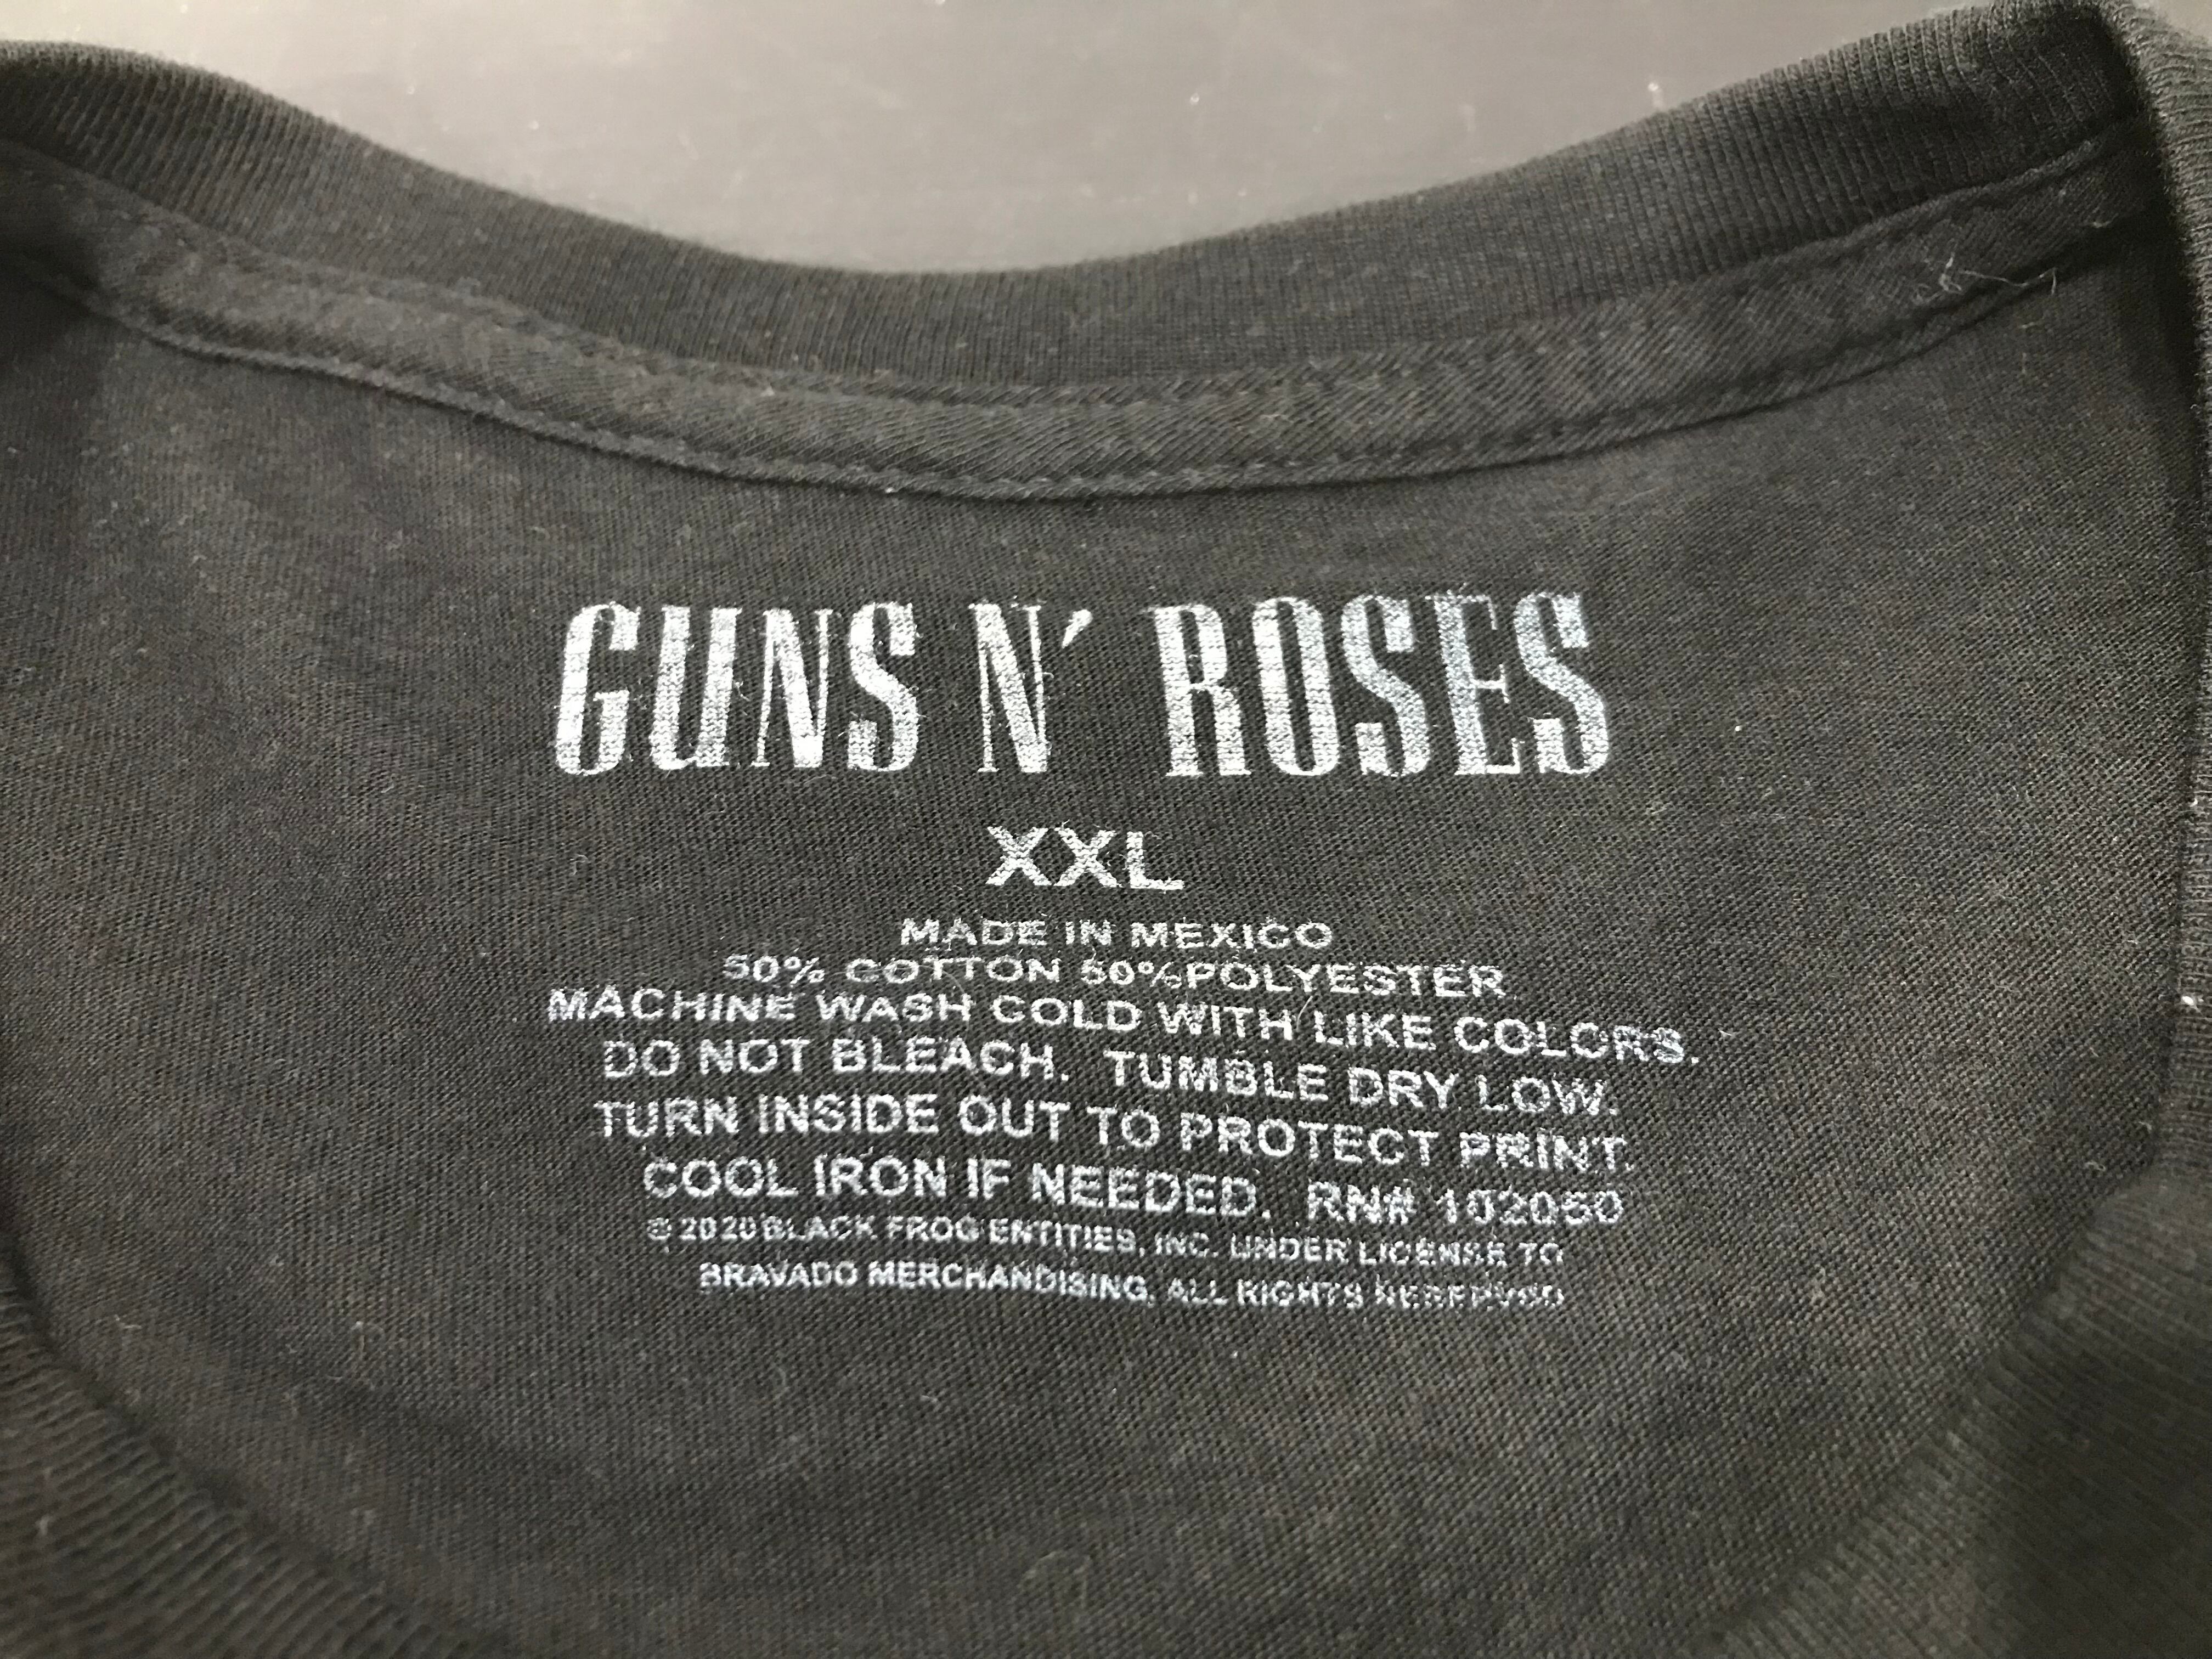 GUNS N' ROSES
XXL
MADE IN MEXICO
50% COTTON 50%POLYESTER
MACHINE WASH COLD WITH LIKE COLORS.
DO NOT BLEACH. TUMBLE DRY LOW.
TURN INSIDE OUT TO PROTECT PRINT.
COOL IRON IF NEEDED. RN# 102050
© 2020 BLACK FROG ENTITIES, INC. UNDER LICENSE TO
BRAVADO MERCHANDISING, ALL RIGHTS RESERVED